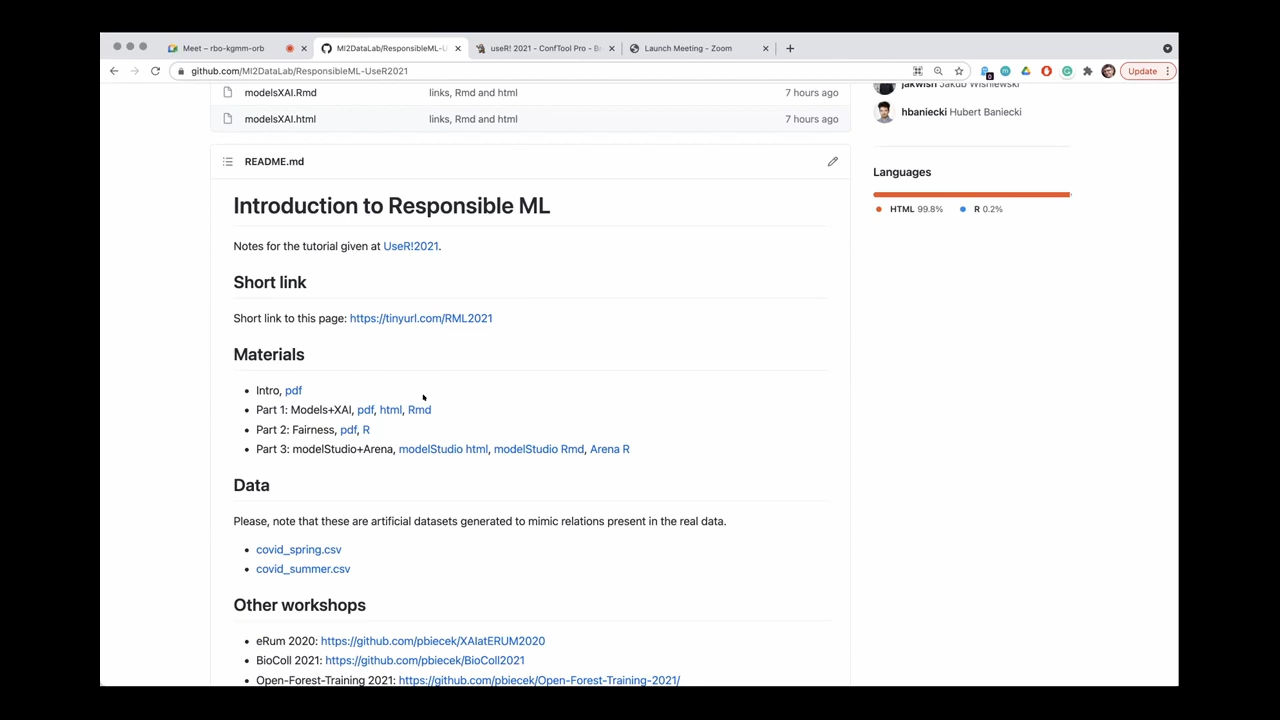 Meet – rbo-kgmm-orb
MI2DataLab/ResponsibleML-U
useR! 2021 - ConfTool Pro - B
Launch Meeting - Zoom
github.com/MI2DataLab/ResponsibleML-UseR2021
Update
modelsXAI.Rmd links, Rmd and html 7 hours ago
jakwisn Jakub Wiśniewski
modelsXAI.html links, Rmd and html 7 hours ago
hbaniecki Hubert Baniecki
README.md
Languages
HTML 99.8% R 0.2%
Introduction to Responsible ML
Notes for the tutorial given at UseR!2021.
Short link
Short link to this page: https://tinyurl.com/RML2021
Materials
Intro, pdf
Part 1: Models+XAI, pdf, html, Rmd
Part 2: Fairness, pdf, R
Part 3: modelStudio+Arena, modelStudio html, modelStudio Rmd, Arena R
Data
Please, note that these are artificial datasets generated to mimic relations present in the real data.
covid_spring.csv
covid_summer.csv
Other workshops
eRum 2020: https://github.com/pbiecek/XAIatERUM2020
BioColl 2021: https://github.com/pbiecek/BioColl2021
Open-Forest-Training 2021: https://github.com/pbiecek/Open-Forest-Training-2021/